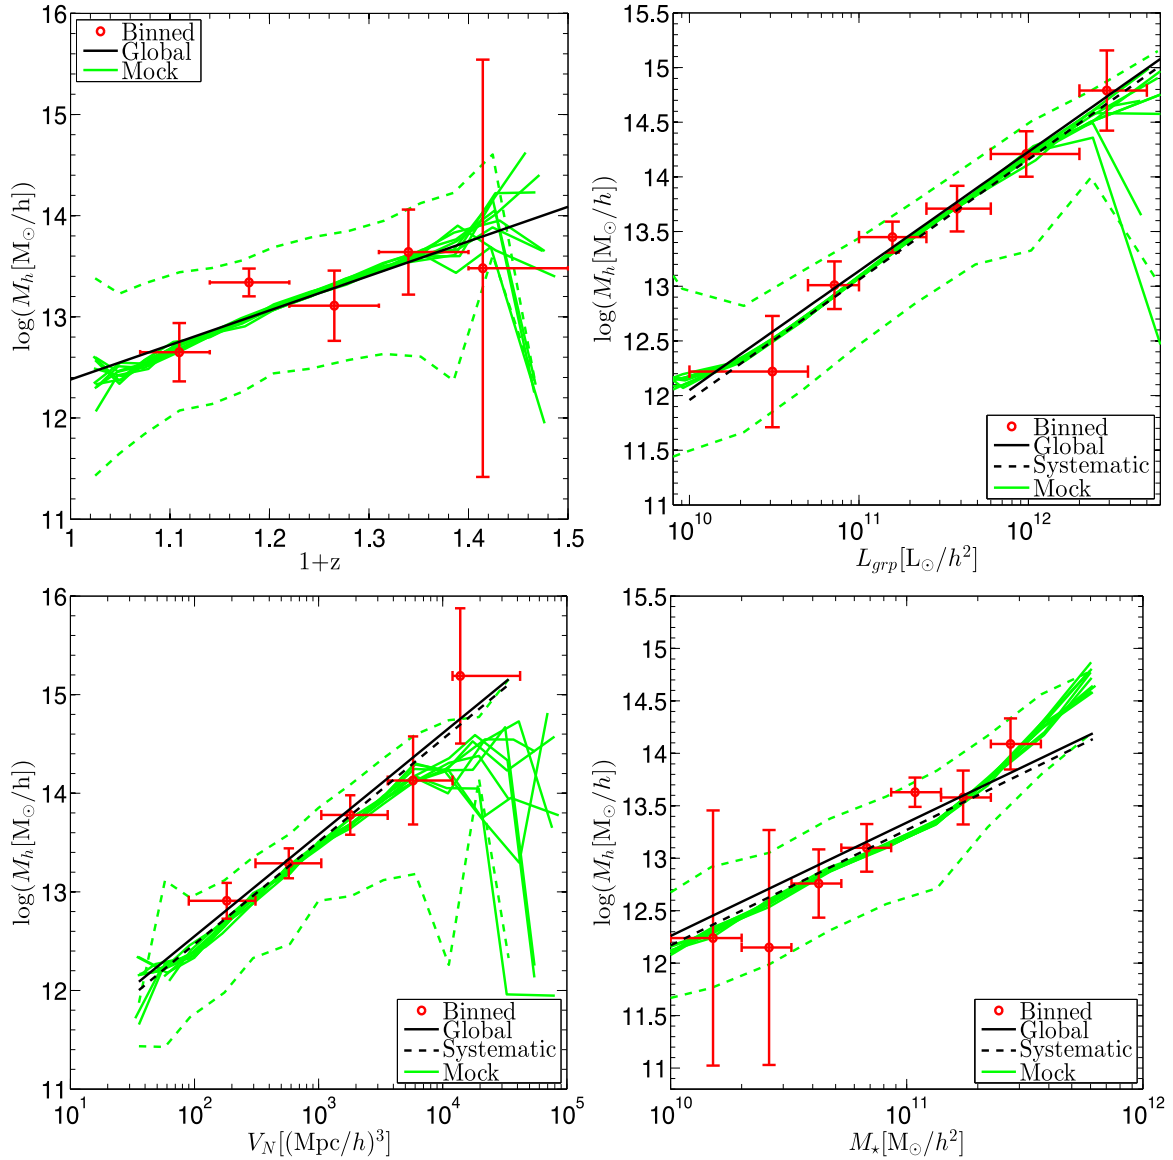 Binned
Global
Mock
log(M_h[M_⊙/h])
16
15
14
13
12
11
1 1.1 1.2 1.3 1.4 1.5
1+z
log(M_h[M_⊙/h])
15.5
15
14.5
14
13.5
13
12.5
12
11.5
11
Binned
Global
Systematic
Mock
10^10 10^11 10^12
L_grp[L_⊙/h^2]
log(M_h[M_⊙/h])
16
15
14
13
12
11
Binned
Global
Systematic
Mock
10^1 10^2 10^3 10^4 10^5
V_N[(Mpc/h)^3]
log(M_h[M_⊙/h])
15.5
15
14.5
14
13.5
13
12.5
12
11.5
11
Binned
Global
Systematic
Mock
10^10 10^11 10^12
M_⋆[M_⊙/h^2]